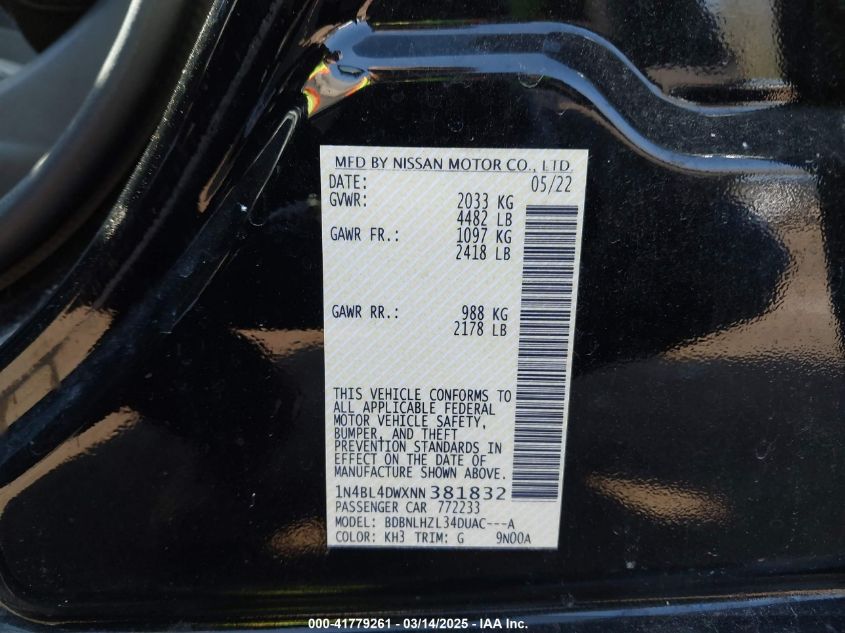 MFD BY NISSAN MOTOR CO., LTD.
DATE: 05/22
GVWR: 2033 KG
4482 LB
GAWR FR.: 1097 KG
2418 LB
GAWR RR.: 988 KG
2178 LB
THIS VEHICLE CONFORMS TO
ALL APPLICABLE FEDERAL
MOTOR VEHICLE SAFETY,
BUMPER, AND THEFT
PREVENTION STANDARDS IN
EFFECT ON THE DATE OF
MANUFACTURE SHOWN ABOVE.
1N4BL4DWXNN381832
PASSENGER CAR 772233
MODEL: BDBNLHZL34DUAC---A
COLOR: KH3 TRIM: G 9N00A
000-41779261 - 03/14/2025 - IAA Inc.